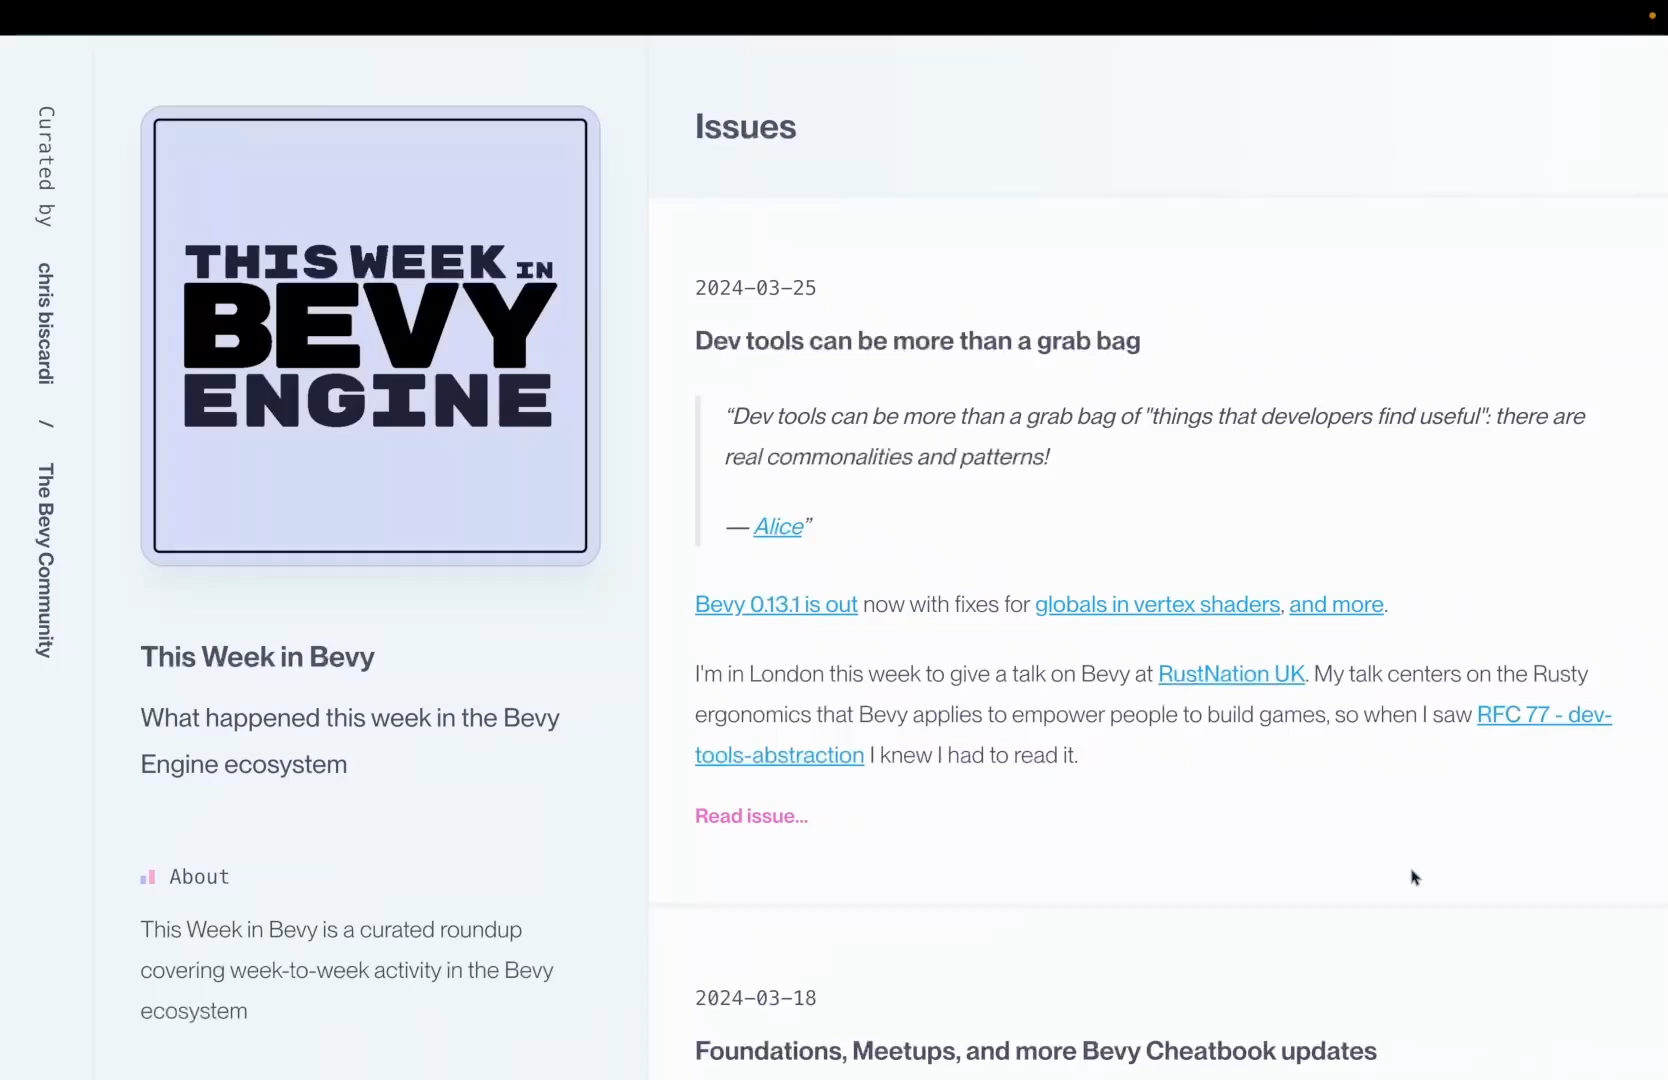 Curated by chris biscardi / The Bevy Community
THIS WEEK IN
BEVY
ENGINE
This Week in Bevy
What happened this week in the Bevy
Engine ecosystem
About
This Week in Bevy is a curated roundup
covering week-to-week activity in the Bevy
ecosystem
Issues
2024-03-25
Dev tools can be more than a grab bag
“Dev tools can be more than a grab bag of "things that developers find useful": there are
real commonalities and patterns!
— Alice”
Bevy 0.13.1 is out now with fixes for globals in vertex shaders, and more.
I'm in London this week to give a talk on Bevy at RustNation UK. My talk centers on the Rusty
ergonomics that Bevy applies to empower people to build games, so when I saw RFC 77 - dev-
tools-abstraction I knew I had to read it.
Read issue...
2024-03-18
Foundations, Meetups, and more Bevy Cheatbook updates